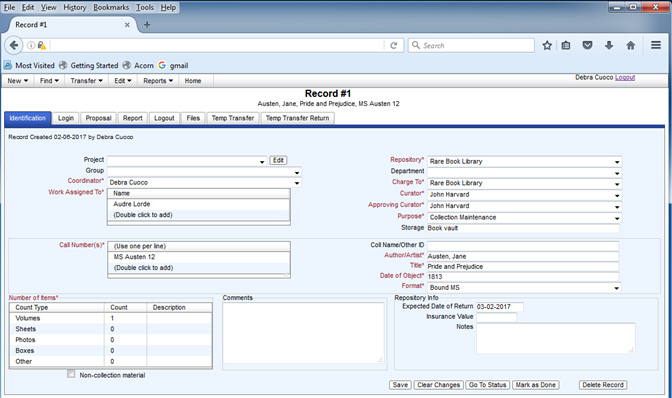 File Edit View History Bookmarks Tools Help
Record #1
Search
Most Visited Getting Started Acorn gmail
New Find Transfer Edit Reports Home Debra Cuoco Logout
Record #1
Austen, Jane, Pride and Prejudice, MS Austen 12
Identification Login Proposal Report Logout Files Temp Transfer Temp Transfer Return
Record Created 02-06-2017 by Debra Cuoco
Project Edit Repository* Rare Book Library
Group Department
Coordinator* Debra Cuoco Charge To* Rare Book Library
Work Assigned To* Name Curator* John Harvard
Audre Lorde Approving Curator* John Harvard
(Double click to add) Purpose* Collection Maintenance
Storage Book vault
Call Number(s)* (Use one per line) Coll Name/Other ID
MS Austen 12 Author/Artist* Austen, Jane
(Double click to add) Title* Pride and Prejudice
Date of Object* 1813
Format* Bound MS
Number of Items* Comments Repository Info
Count Type Count Description Expected Date of Return 03-02-2017
Volumes 1 Insurance Value
Sheets 0 Notes
Photos 0
Boxes 0
Other 0
Non-collection material
Save Clear Changes Go To Status Mark as Done Delete Record